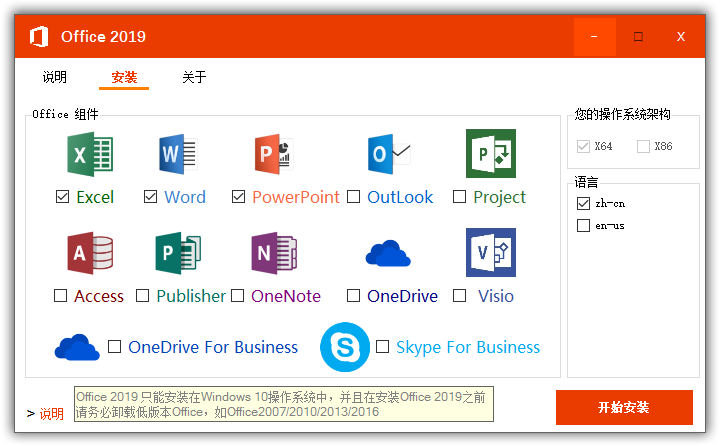 Office 2019
说明 安装 关于
Office 组件
您的操作系统架构
X64 X86
Excel Word PowerPoint OutLook Project
语言
zh-cn
en-us
Access Publisher OneNote OneDrive Visio
OneDrive For Business Skype For Business
> 说明
Office 2019 只能安装在Windows 10操作系统中，并且在安装Office 2019之前
请务必卸载低版本Office，如Office2007/2010/2013/2016
开始安装